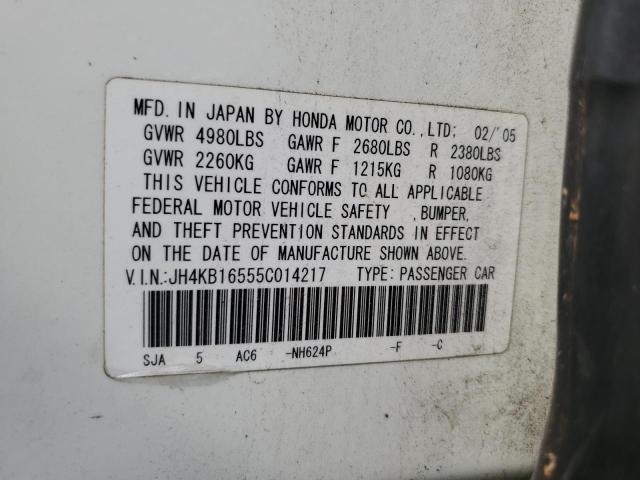 MFD. IN JAPAN BY HONDA MOTOR CO., LTD; 02/'05
GVWR 4980LBS GAWR F 2680LBS R 2380LBS
GVWR 2260KG GAWR F 1215KG R 1080KG
THIS VEHICLE CONFORMS TO ALL APPLICABLE
FEDERAL MOTOR VEHICLE SAFETY ,BUMPER,
AND THEFT PREVENTION STANDARDS IN EFFECT
ON THE DATE OF MANUFACTURE SHOWN ABOVE.
V.I.N.:JH4KB16555C014217 TYPE: PASSENGER CAR
SJA 5 AC6 -NH624P -F -C